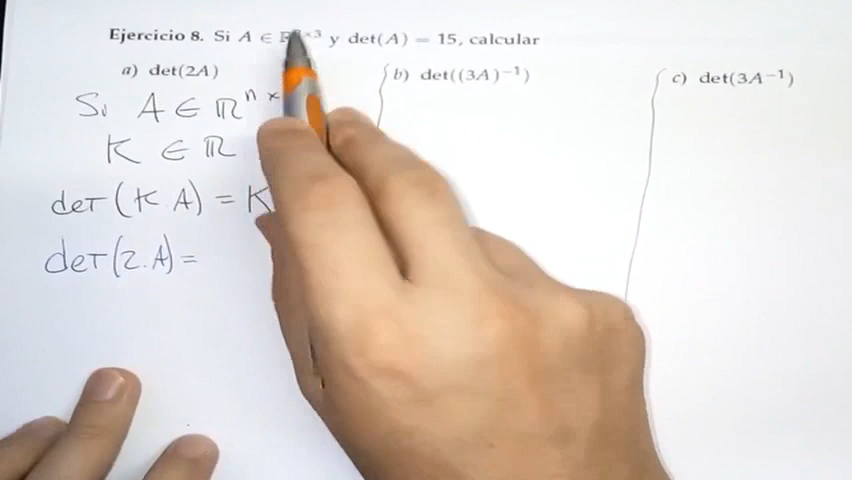 Ejercicio 8. Si A ∈ ×3 y det(A) = 15, calcular
a) det(2A) b) det((3A)⁻¹) c) det(3A⁻¹)
Si A ∈ ℝⁿ ˣ
K ∈ ℝ
det(K.A) = K
det(2.A)=